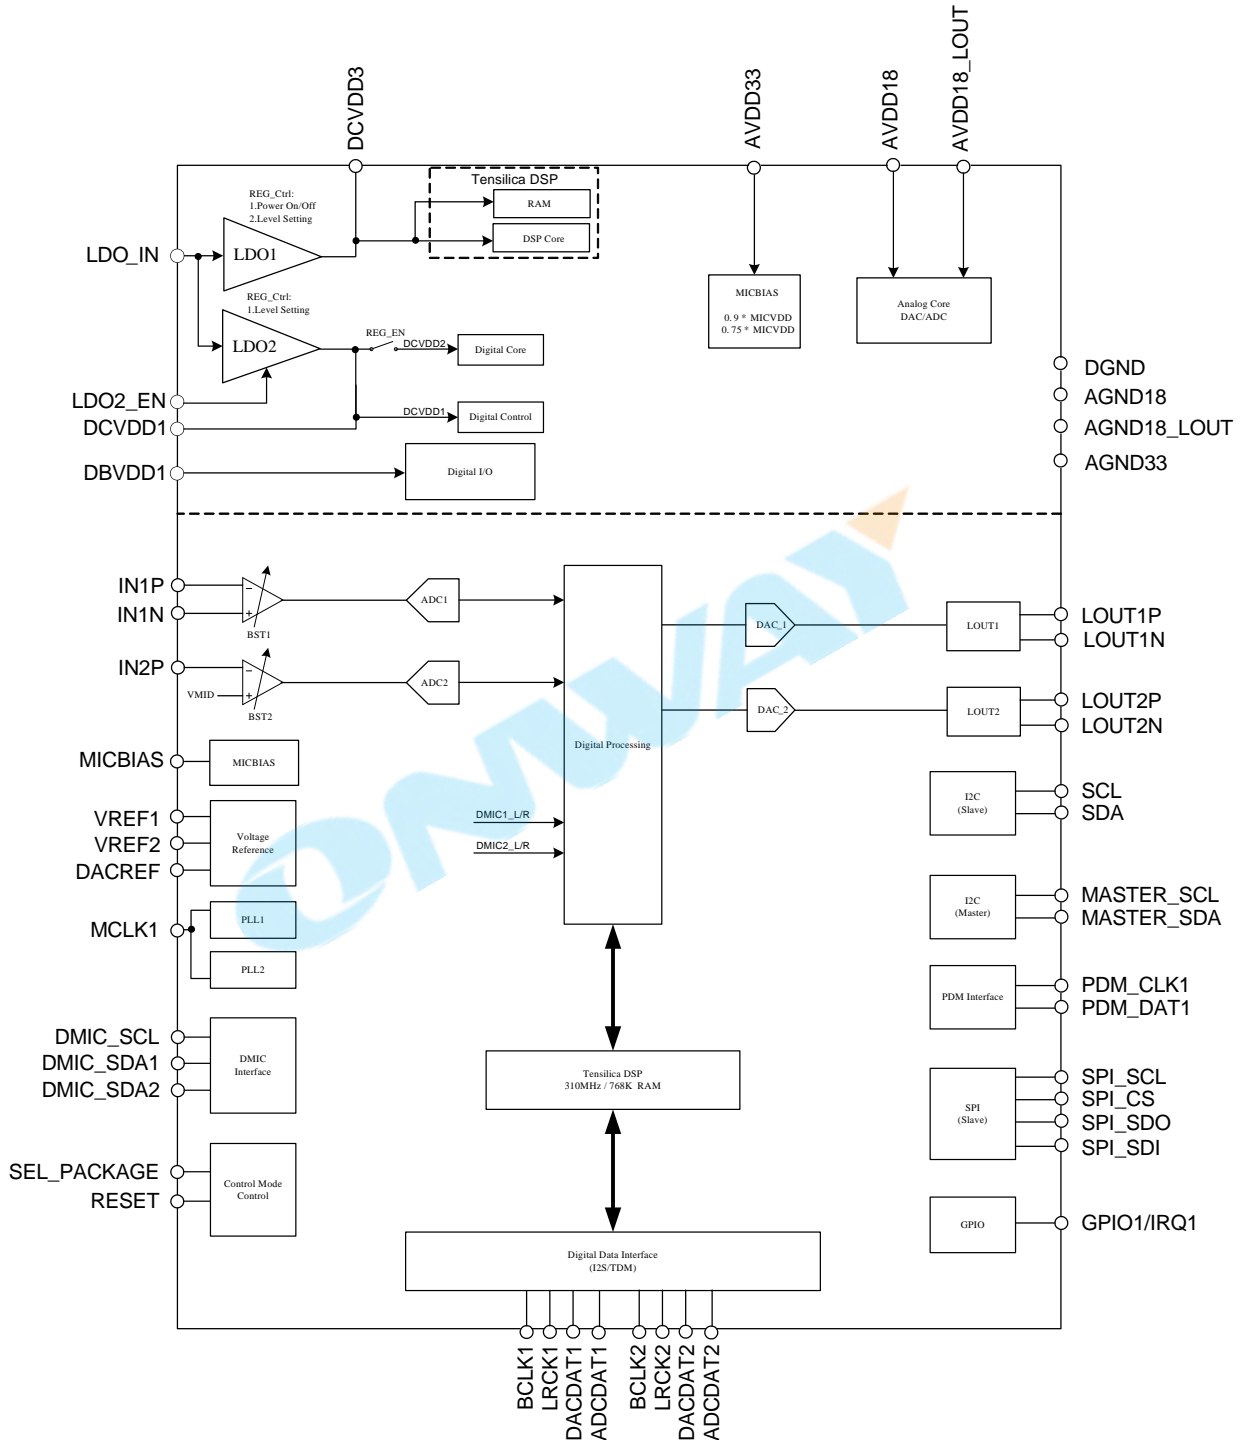 DCVDD3
AVDD33
AVDD18
AVDD18_LOUT
Tensilica DSP
RAM
DSP Core
REG_Ctrl:
1.Power On/Off
2.Level Setting
LDO_IN
LDO1
REG_Ctrl:
1.Level Setting
LDO2
REG_EN
DCVDD2
Digital Core
MICBIAS
0.9 * MICVDD
0.75 * MICVDD
Analog Core
DAC/ADC
LDO2_EN
DCVDD1
DCVDD1
Digital Control
DBVDD1
Digital I/O
DGND
AGND18
AGND18_LOUT
AGND33
IN1P
IN1N
BST1
ADC1
IN2P
VMID
BST2
ADC2
Digital Processing
DAC_1
LOUT1
LOUT1P
LOUT1N
DAC_2
LOUT2
LOUT2P
LOUT2N
MICBIAS
MICBIAS
VREF1
VREF2
DACREF
Voltage
Reference
DMIC1_L/R
DMIC2_L/R
I2C
(Slave)
SCL
SDA
MCLK1
PLL1
PLL2
I2C
(Master)
MASTER_SCL
MASTER_SDA
PDM Interface
PDM_CLK1
PDM_DAT1
DMIC_SCL
DMIC_SDA1
DMIC_SDA2
DMIC
Interface
Tensilica DSP
310MHz / 768K RAM
SPI
(Slave)
SPI_SCL
SPI_CS
SPI_SDO
SPI_SDI
SEL_PACKAGE
RESET
Control Mode
Control
GPIO
GPIO1/IRQ1
Digital Data Interface
(I2S/TDM)
BCLK1
LRCK1
DACDAT1
ADCDAT1
BCLK2
LRCK2
DACDAT2
ADCDAT2
ONWAY